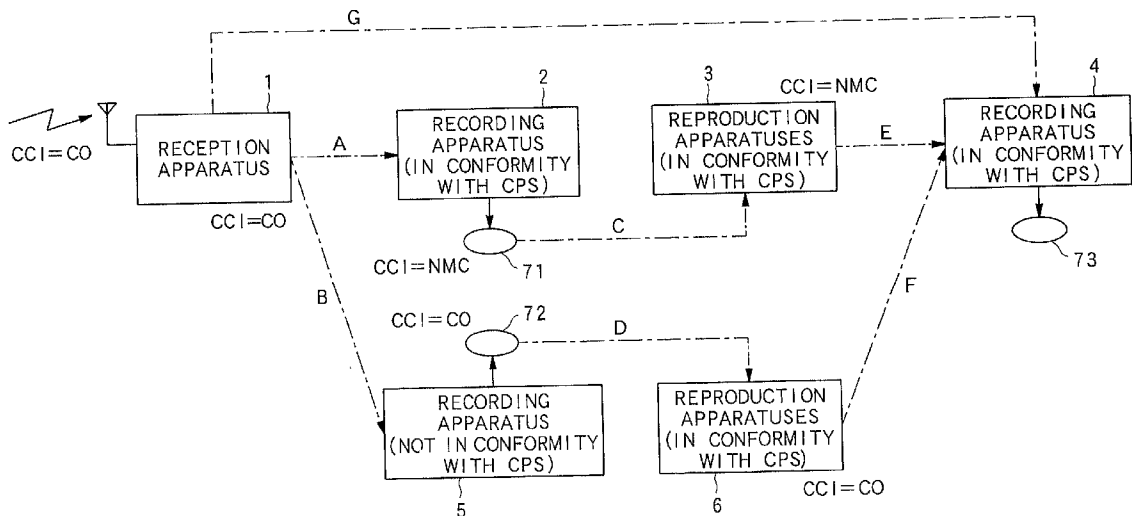 G
1
2
3
CCI=NMC
4
CCI=CO
RECEPTION
APPARATUS
CCI=CO
A
RECORDING
APPARATUS
(IN CONFORMITY
WITH CPS)
REPRODUCTION
APPARATUSES
(IN CONFORMITY
WITH CPS)
E
RECORDING
APPARATUS
(IN CONFORMITY
WITH CPS)
C
CCI=NMC
71
73
B
F
CCI=CO
72
D
RECORDING
APPARATUS
(NOT IN CONFORMITY
WITH CPS)
5
REPRODUCTION
APPARATUSES
(IN CONFORMITY
WITH CPS)
6
CCI=CO